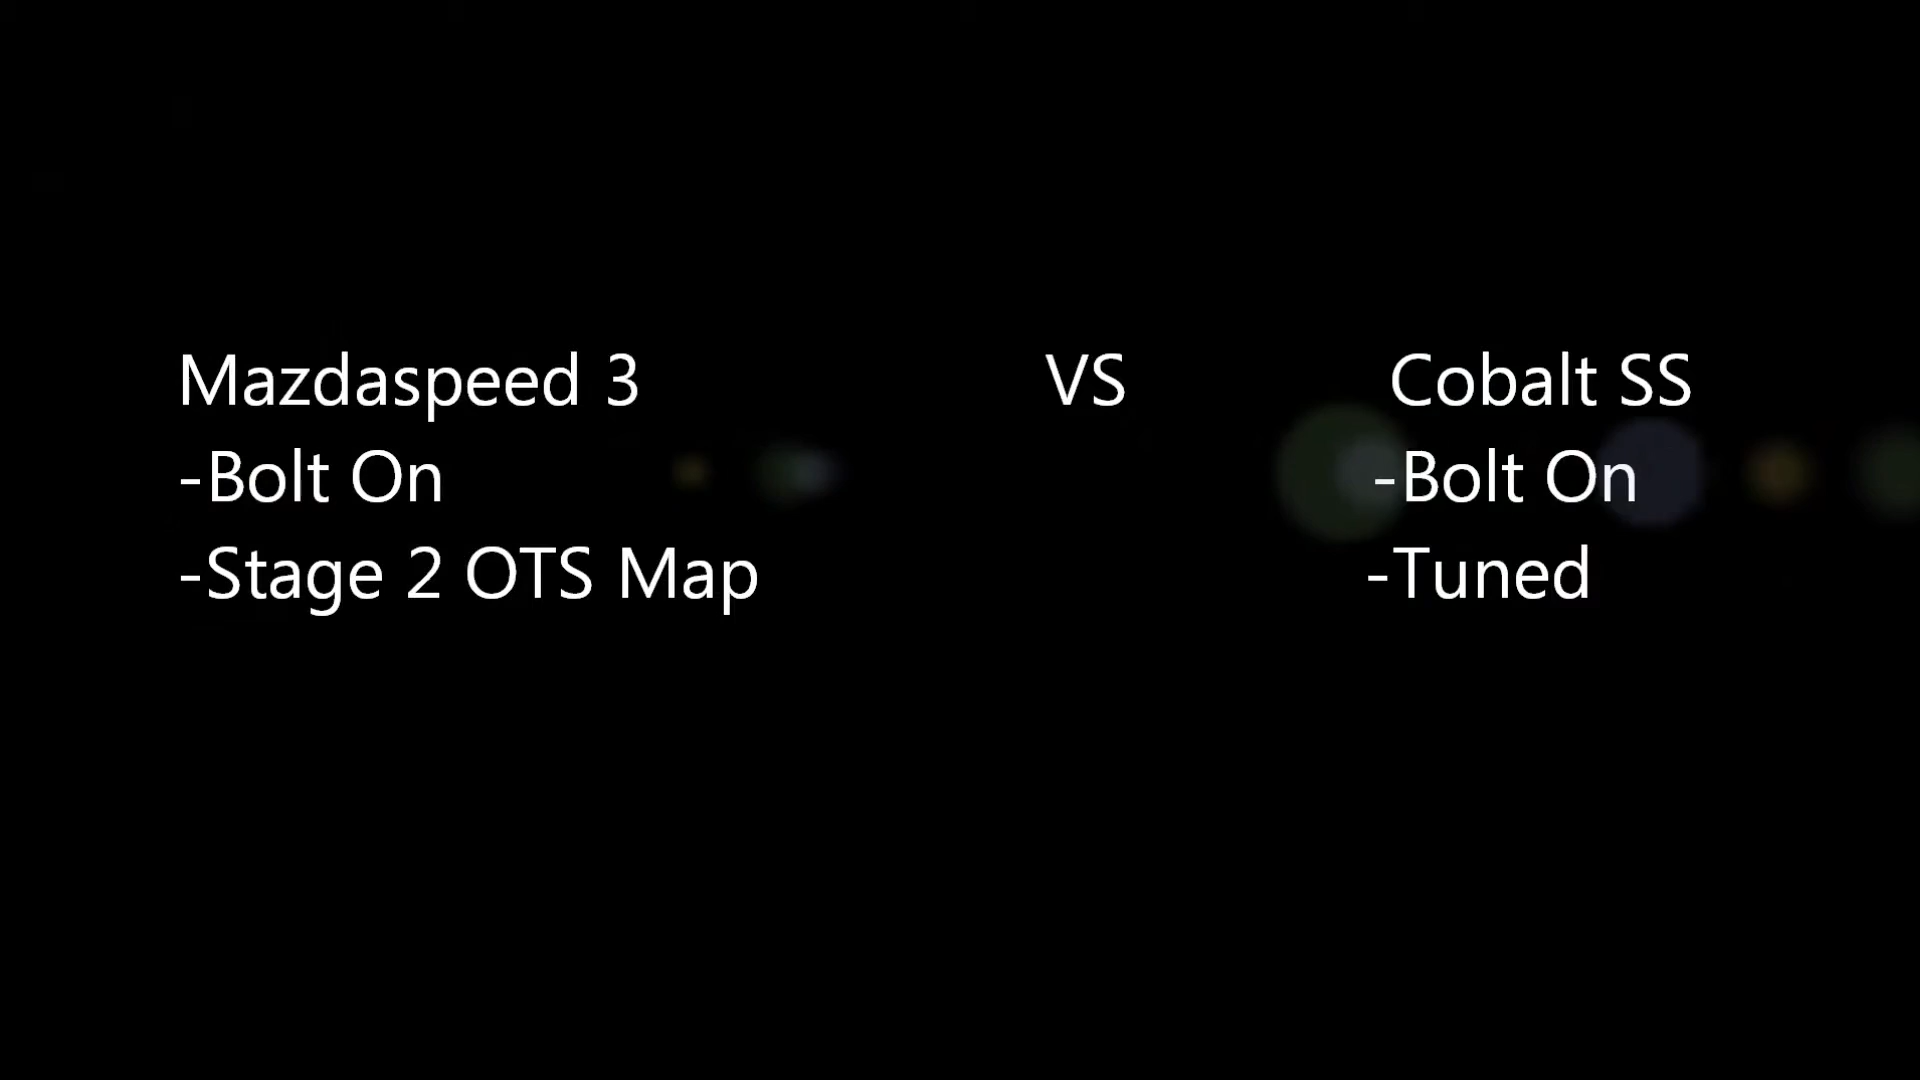 Mazdaspeed 3 VS Cobalt SS
-Bolt On -Bolt On
-Stage 2 OTS Map -Tuned